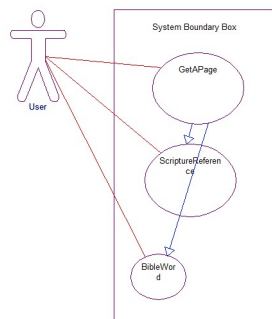 System Boundary Box
GetAPage
User
ScriptureReferen
ce
BibleWor
d